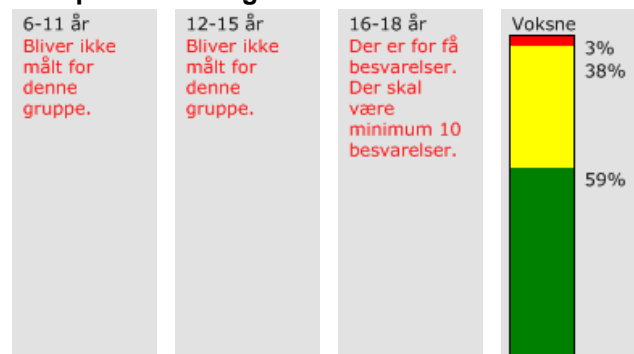 6-11 år
Bliver ikke
målt for
denne
gruppe.
12-15 år
Bliver ikke
målt for
denne
gruppe.
16-18 år
Der er for få
besvarelser.
Der skal
være
minimum 10
besvarelser.
Voksne
3%
38%
59%